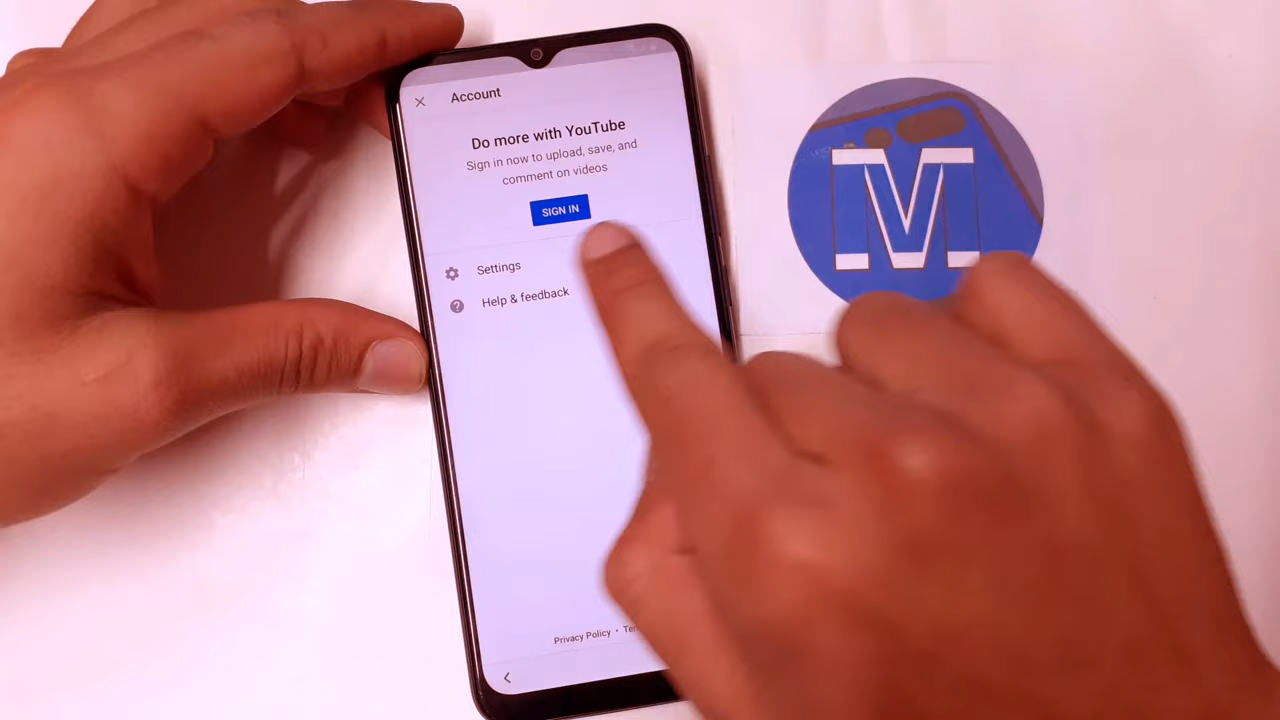 Account
Do more with YouTube
Sign in now to upload, save, and
comment on videos
SIGN IN
Settings
Help & feedback
Privacy Policy •
M